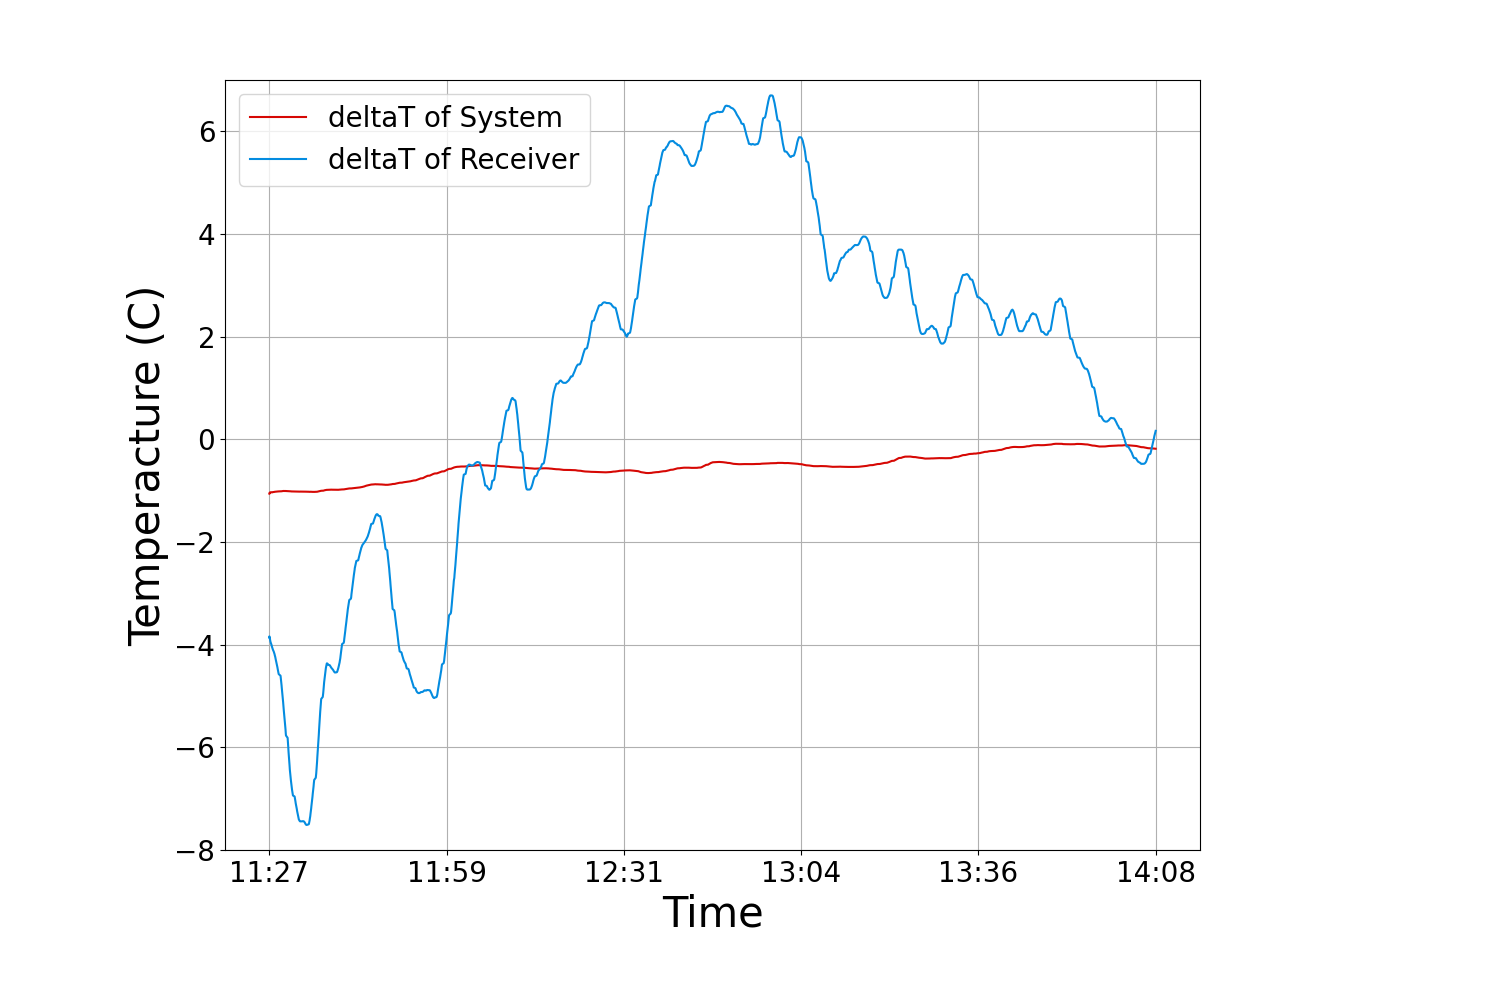 deltaT of System
deltaT of Receiver
6
4
2
0
−2
−4
−6
−8
Temperacture (C)
11:27 11:59 12:31 13:04 13:36 14:08
Time